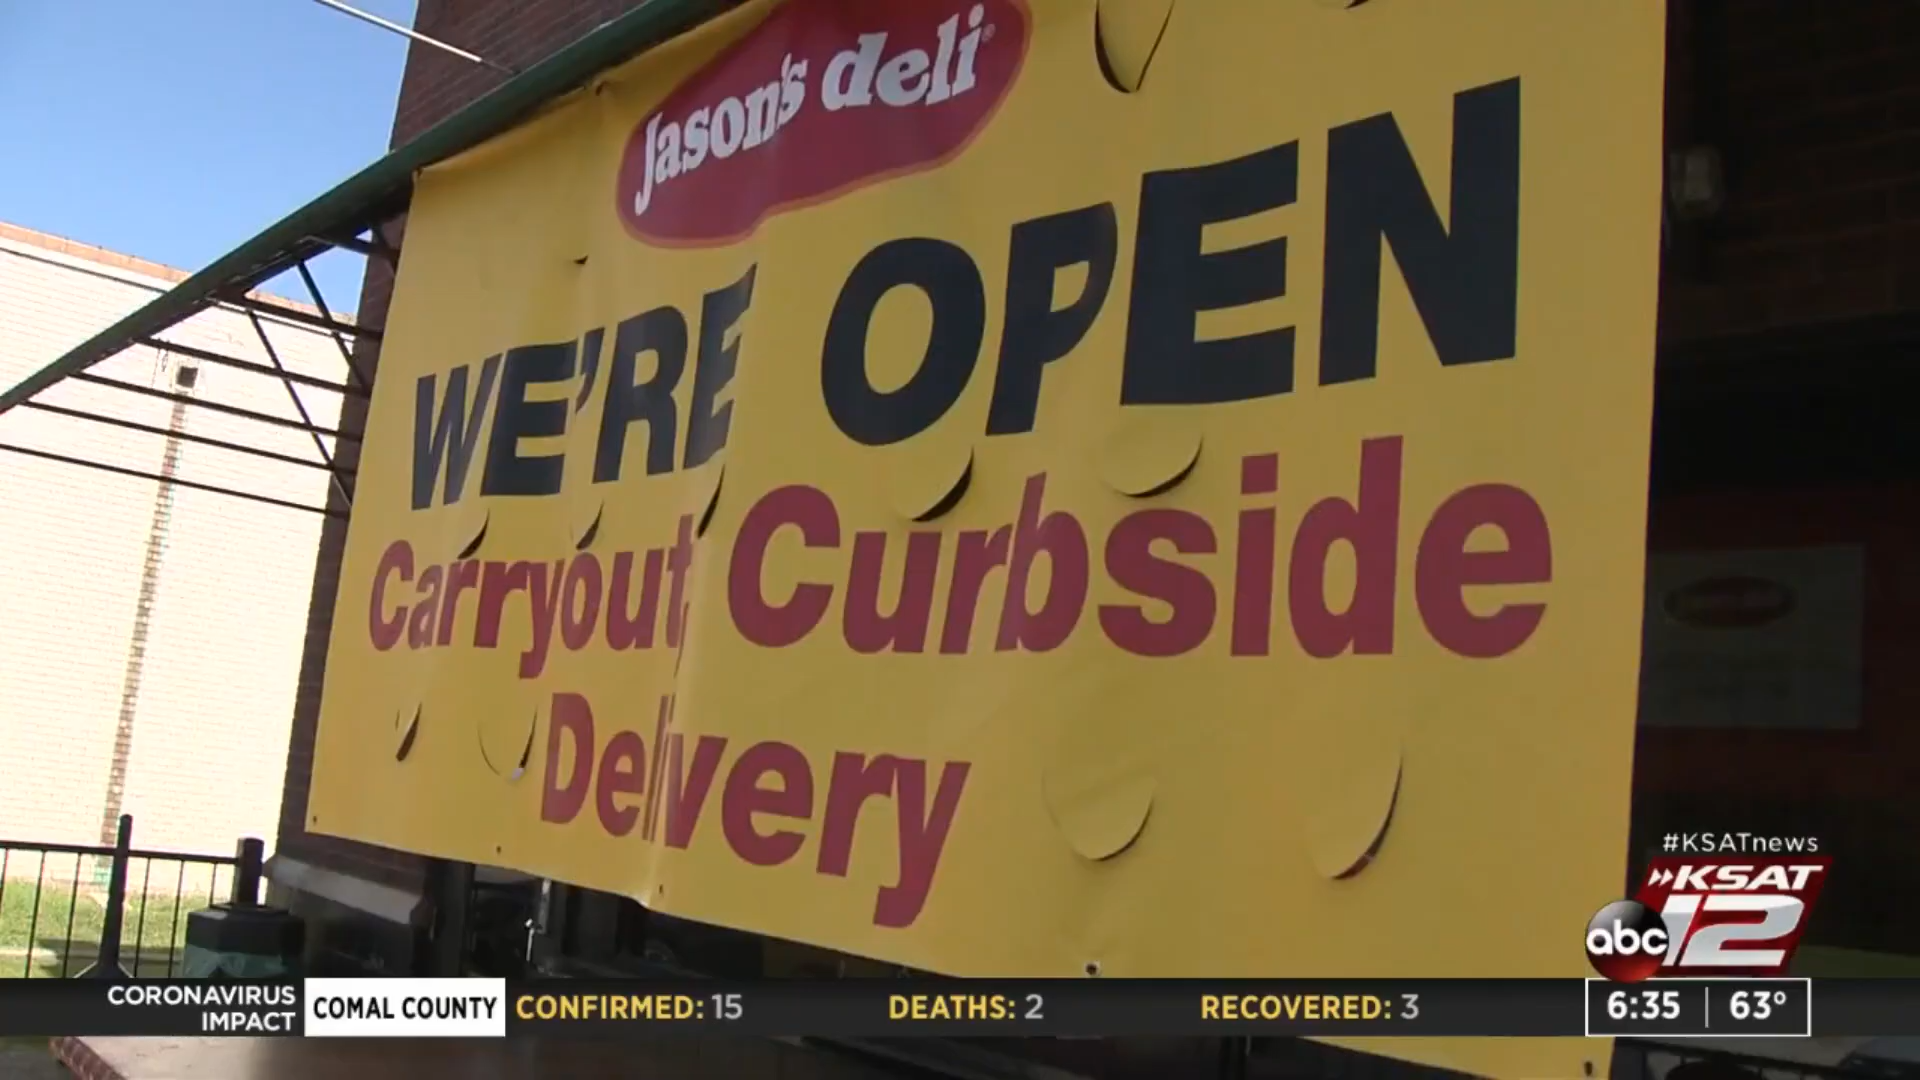 Jason's deli®
WE'RE OPEN
Carryout, Curbside
Delivery
#KSATnews
KSAT
12
abc
CORONAVIRUS IMPACT
COMAL COUNTY
CONFIRMED: 15
DEATHS: 2
RECOVERED: 3
6:35 | 63°